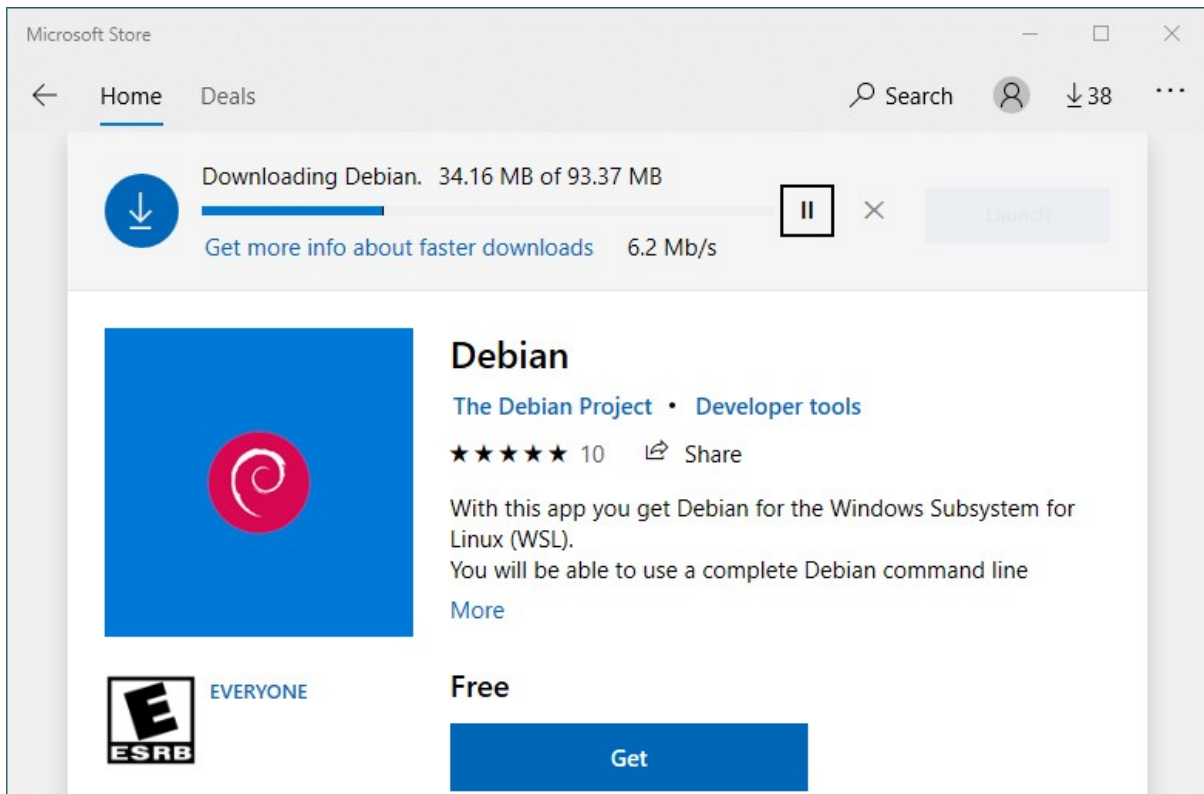 Microsoft Store
Home Deals Search 38
Downloading Debian. 34.16 MB of 93.37 MB
Launch
Get more info about faster downloads 6.2 Mb/s
Debian
The Debian Project • Developer tools
★★★★★ 10 Share
With this app you get Debian for the Windows Subsystem for
Linux (WSL).
You will be able to use a complete Debian command line
More
E
ESRB
EVERYONE
Free
Get